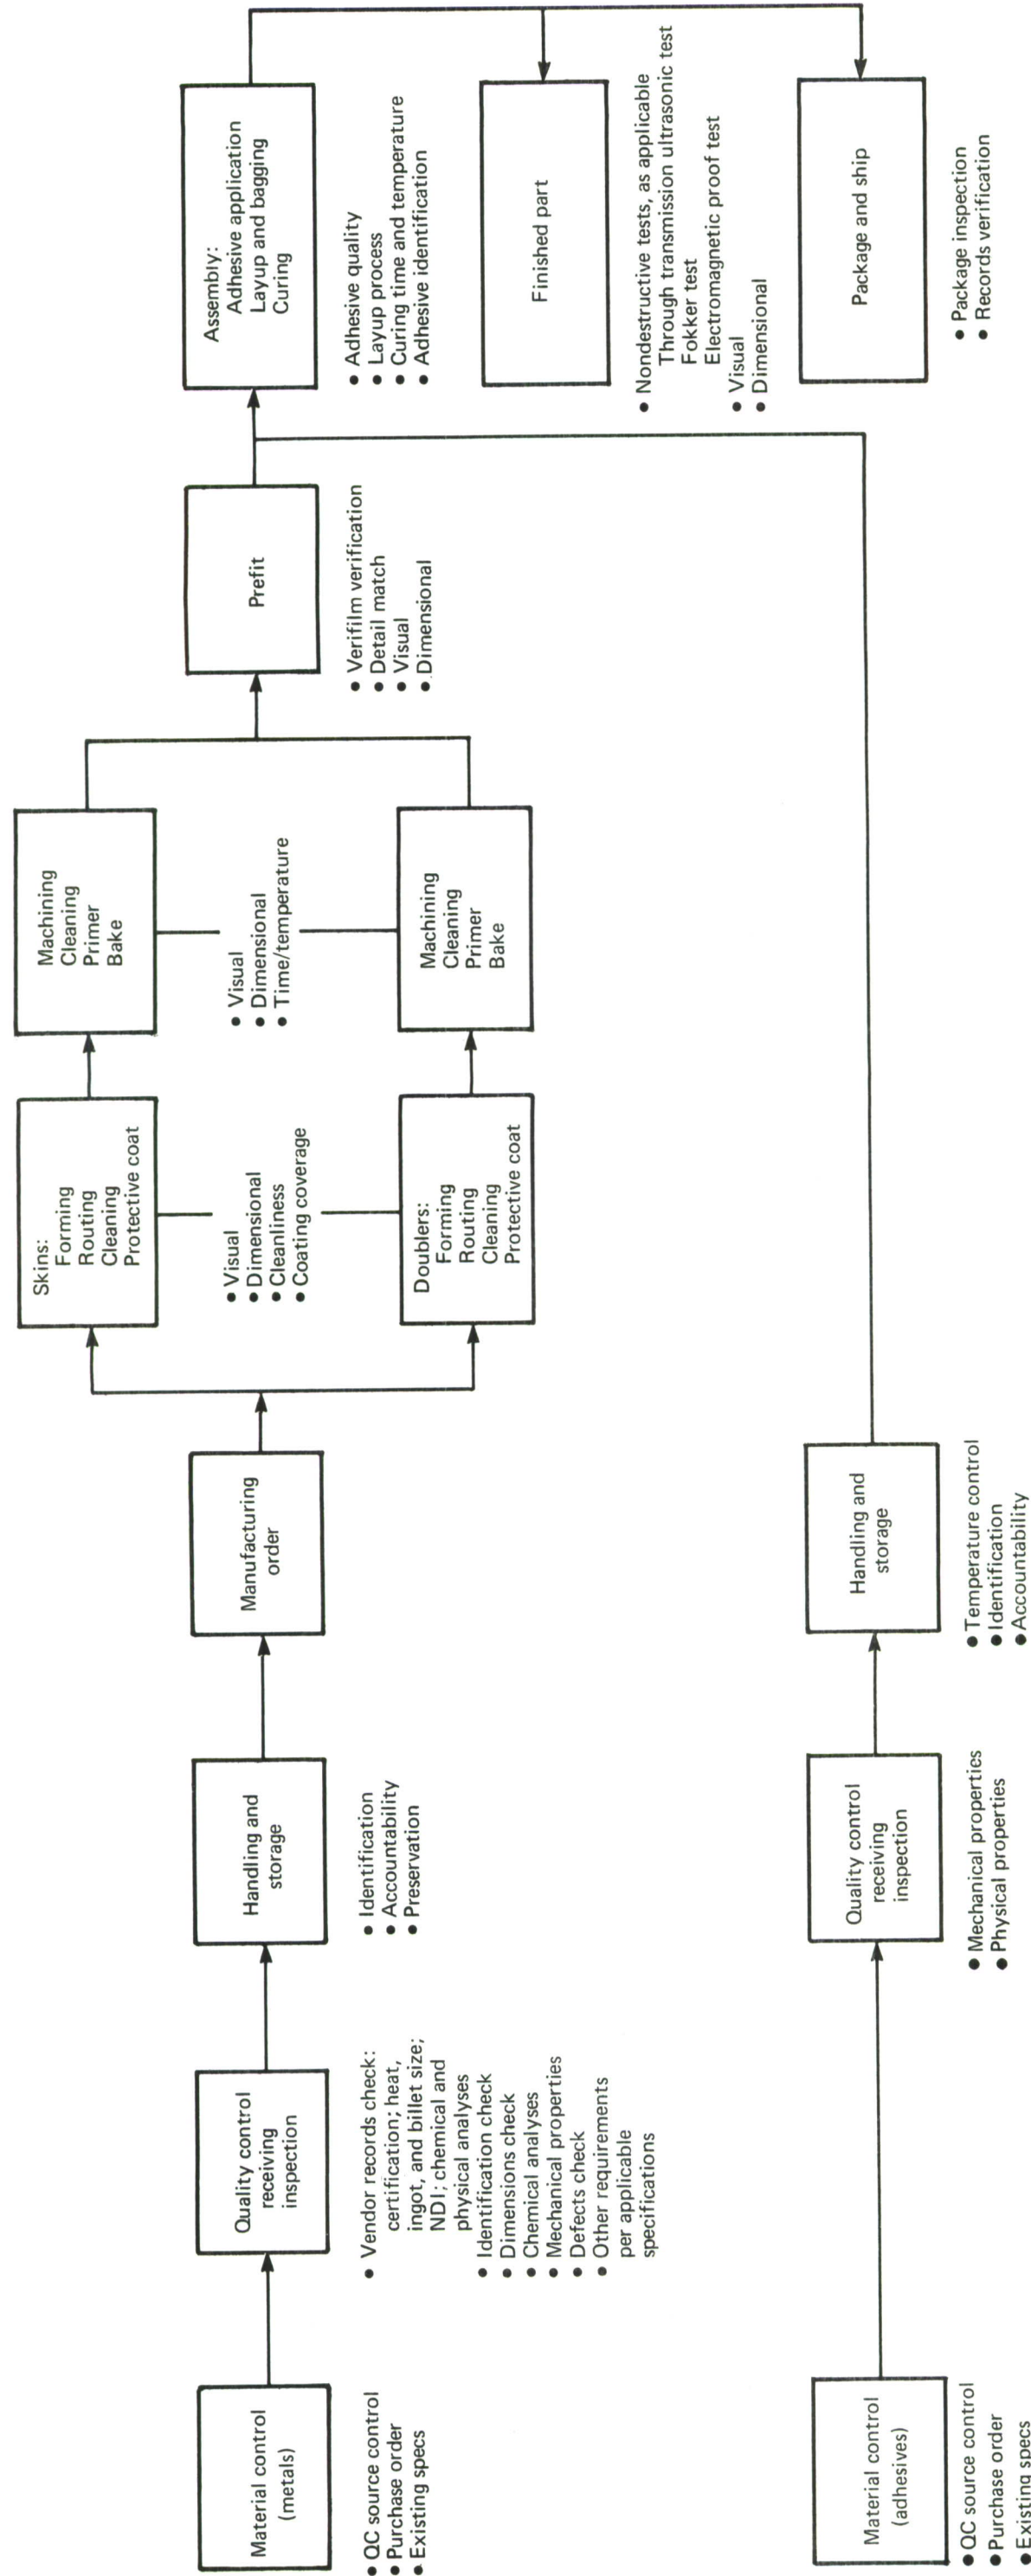 Material control
(metals)
• QC source control
• Purchase order
• Existing specs
Quality control
receiving
inspection
• Vendor records check:
certification; heat,
ingot, and billet size;
NDI; chemical and
physical analyses
• Identification check
• Dimensions check
• Chemical analyses
• Mechanical properties
• Defects check
• Other requirements
per applicable
specifications
Handling and
storage
• Identification
• Accountability
• Preservation
Manufacturing
order
Skins:
Forming
Routing
Cleaning
Protective coat
• Visual
• Dimensional
• Cleanliness
• Coating coverage
Doublers:
Forming
Routing
Cleaning
Protective coat
Machining
Cleaning
Primer
Bake
• Visual
• Dimensional
• Time/temperature
Machining
Cleaning
Primer
Bake
Prefit
• Verifilm verification
• Detail match
• Visual
• Dimensional
Assembly:
Adhesive application
Layup and bagging
Curing
• Adhesive quality
• Layup process
• Curing time and temperature
• Adhesive identification
Finished part
• Nondestructive tests, as applicable
Through transmission ultrasonic test
Fokker test
Electromagnetic proof test
• Visual
• Dimensional
Package and ship
• Package inspection
• Records verification
Material control
(adhesives)
• QC source control
• Purchase order
• Existing specs
Quality control
receiving
inspection
• Mechanical properties
• Physical properties
Handling and
storage
• Temperature control
• Identification
• Accountability